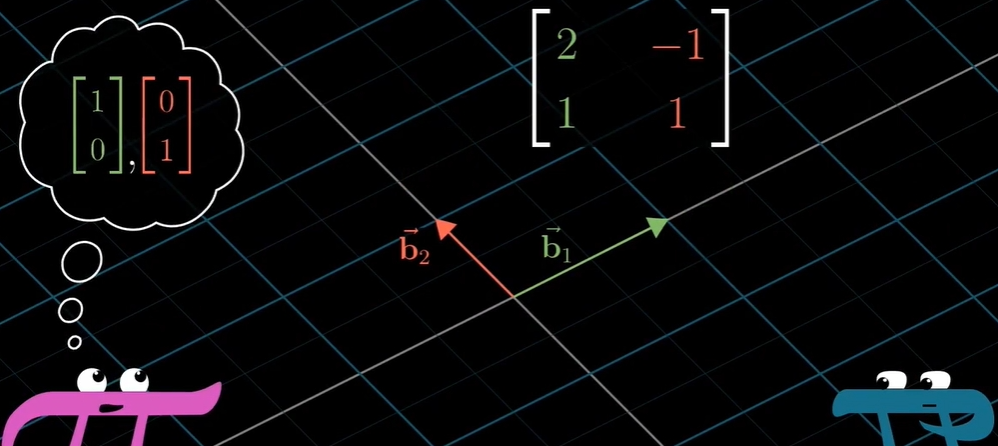 [1 0], [0 1]
[2 -1
1 1]
b⃗₂
b⃗₁